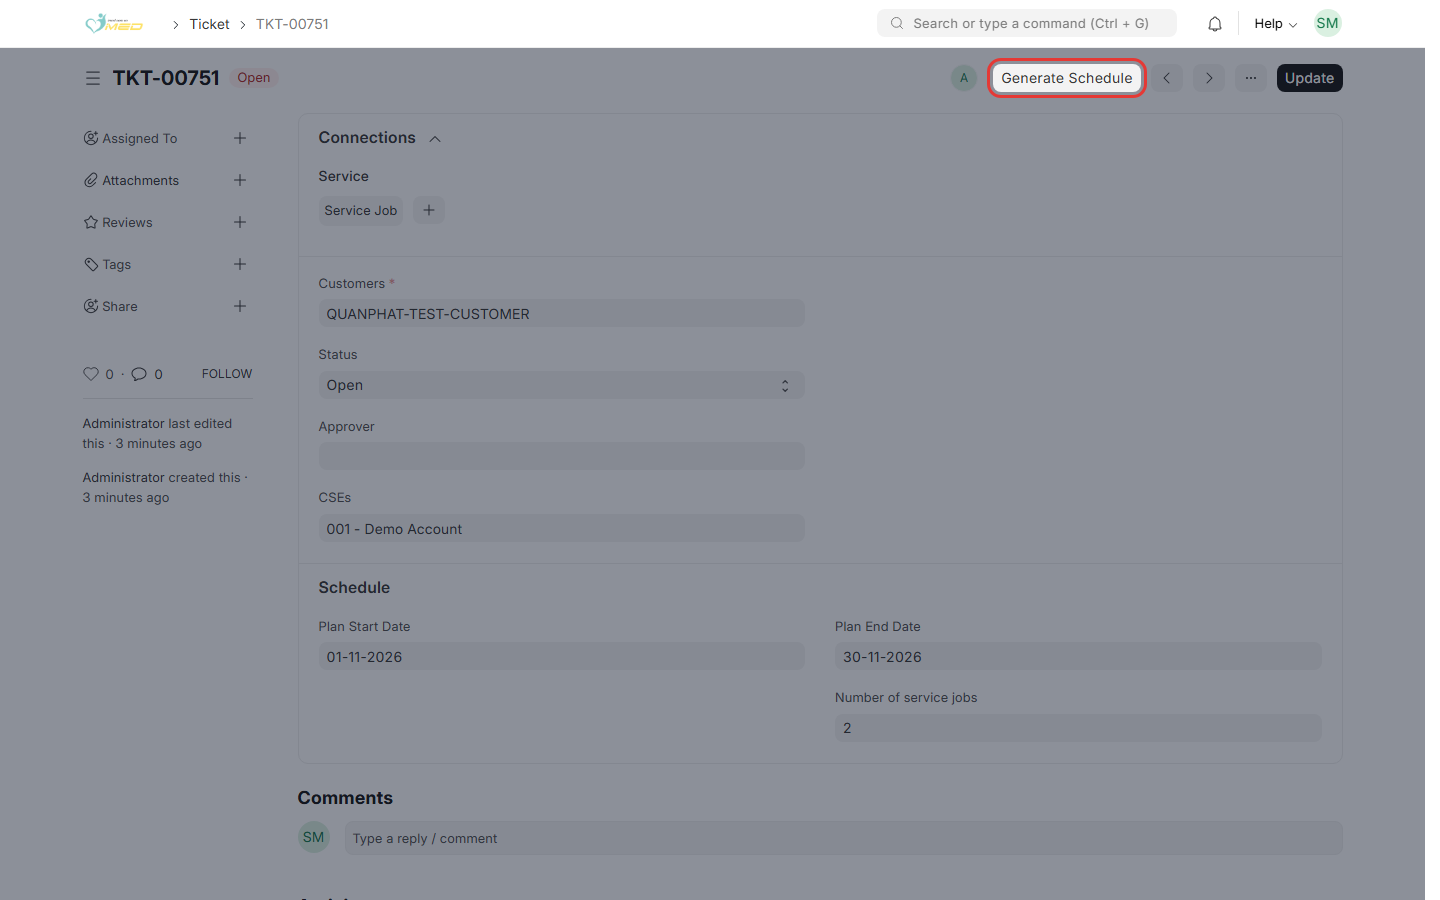 MED
Ticket
TKT-00751
Search or type a command (Ctrl + G)
Help
SM
TKT-00751
Open
A
Generate Schedule
Update
Assigned To
Attachments
Reviews
Tags
Share
0 · 0
FOLLOW
Administrator last edited
this · 3 minutes ago
Administrator created this ·
3 minutes ago
Connections
Service
Service Job
Customers *
QUANPHAT-TEST-CUSTOMER
Status
Open
Approver
CSEs
001 - Demo Account
Schedule
Plan Start Date
01-11-2026
Plan End Date
30-11-2026
Number of service jobs
2
Comments
SM
Type a reply / comment